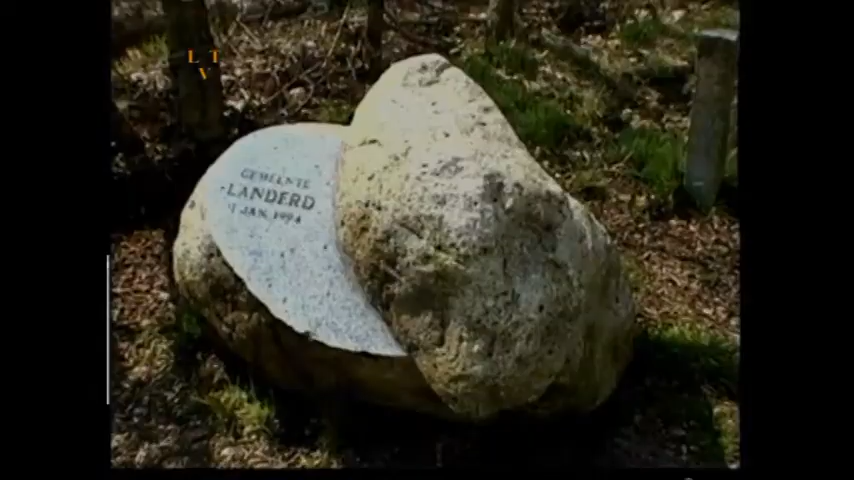 L T
V
GEMEENTE
LANDERD
1 JAN. 1994